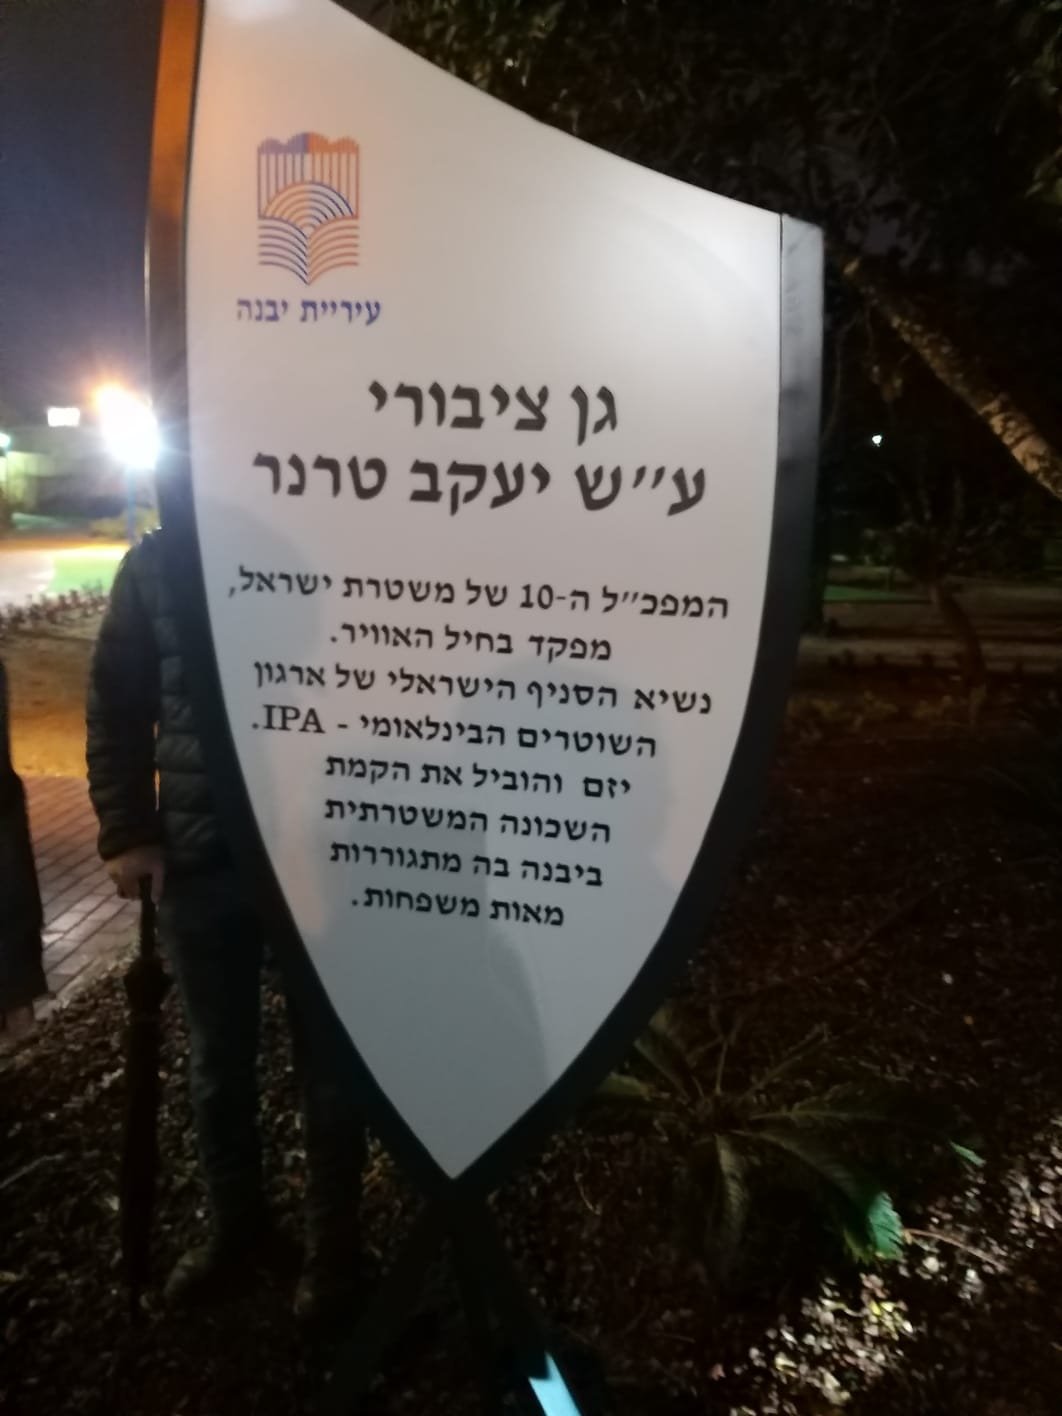 עיריית יבנה
גן ציבורי
ע״ש יעקב טרנר
המפכ״ל ה-10 של משטרת ישראל,
מפקד בחיל האוויר.
נשיא הסניף הישראלי של ארגון
השוטרים הבינלאומי - IPA.
יזם והוביל את הקמת
השכונה המשטרתית
ביבנה בה מתגוררות
מאות משפחות.